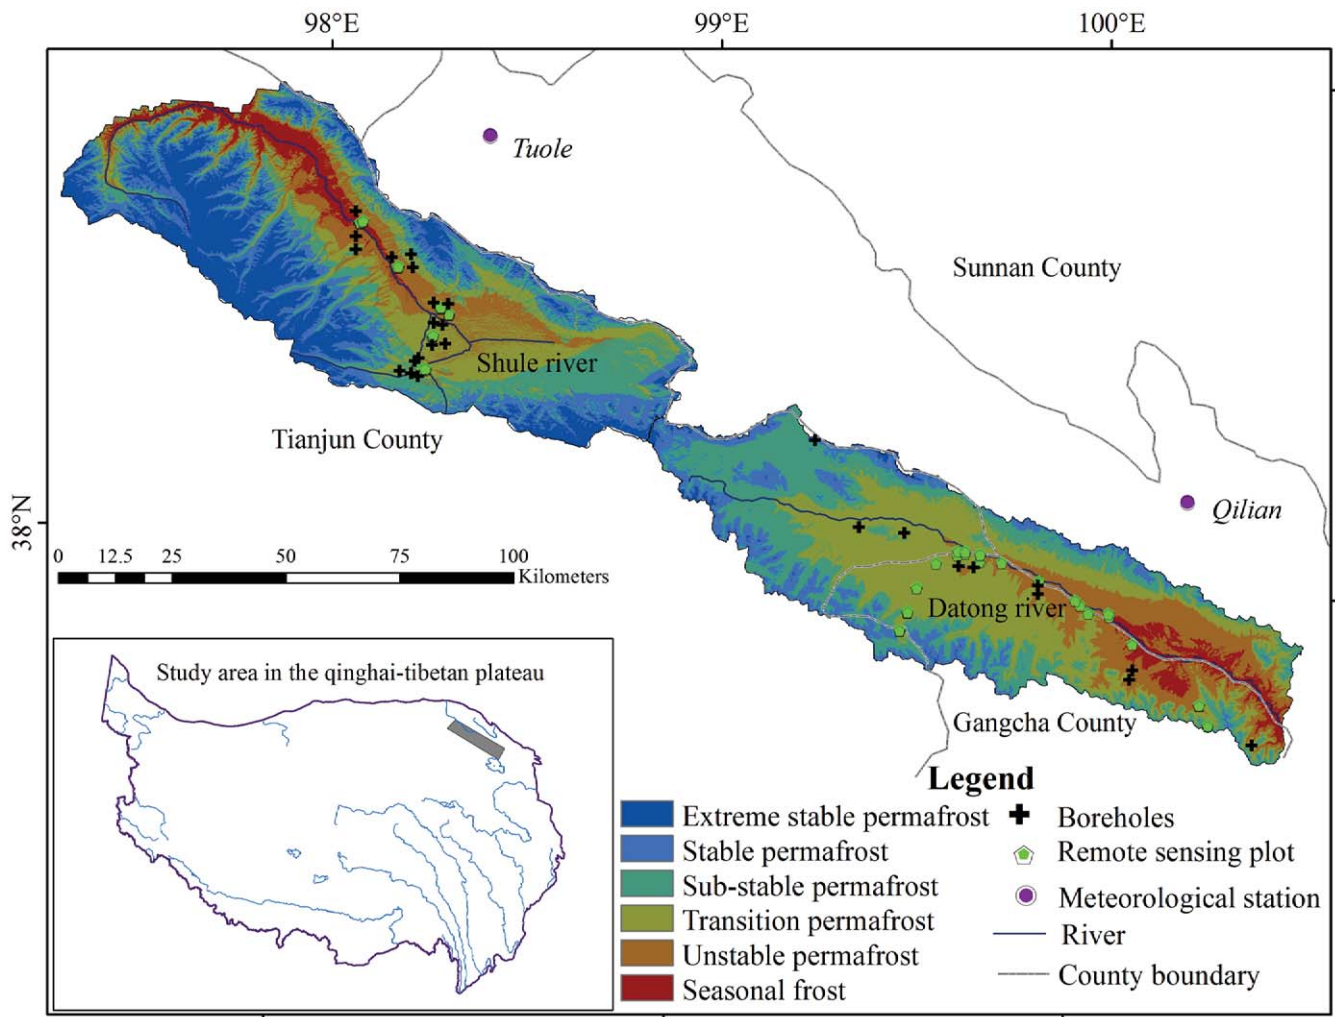 98°E
99°E
100°E
Tuole
Sunnan County
Shule river
Tianjun County
38°N
Qilian
0 12.5 25 50 75 100
Kilometers
Datong river
Gangcha County
Study area in the qinghai-tibetan plateau
Legend
Extreme stable permafrost
Stable permafrost
Sub-stable permafrost
Transition permafrost
Unstable permafrost
Seasonal frost
Boreholes
Remote sensing plot
Meteorological station
River
County boundary